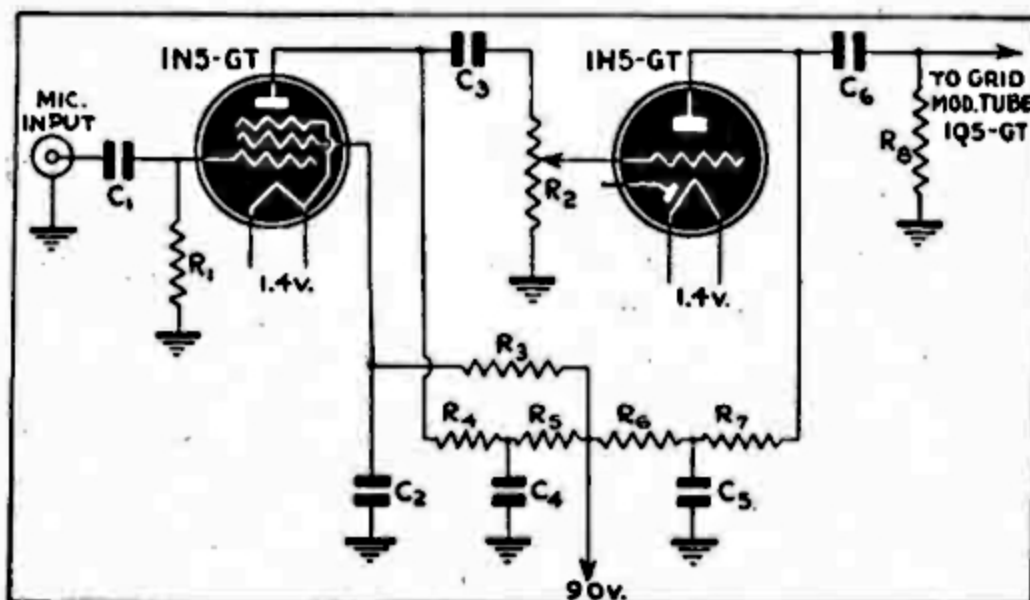 1N5-GT
1H5-GT
MIC.
INPUT
C1
R1
1.4v.
C3
R2
1.4v.
C6
R8
TO GRID
MOD. TUBE
1Q5-GT
R3
R4
R5
R6
R7
C2
C4
C5.
90v.